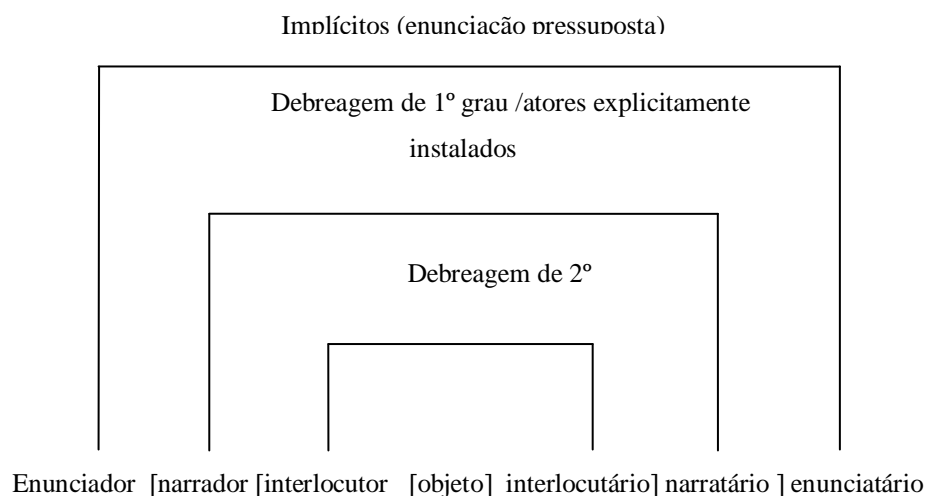 Implícitos (enunciação pressuposta)
Debreagem de 1º grau /atores explicitamente
instalados
Debreagem de 2º
Enunciador [narrador [interlocutor [objeto] interlocutário] narratário ] enunciatário